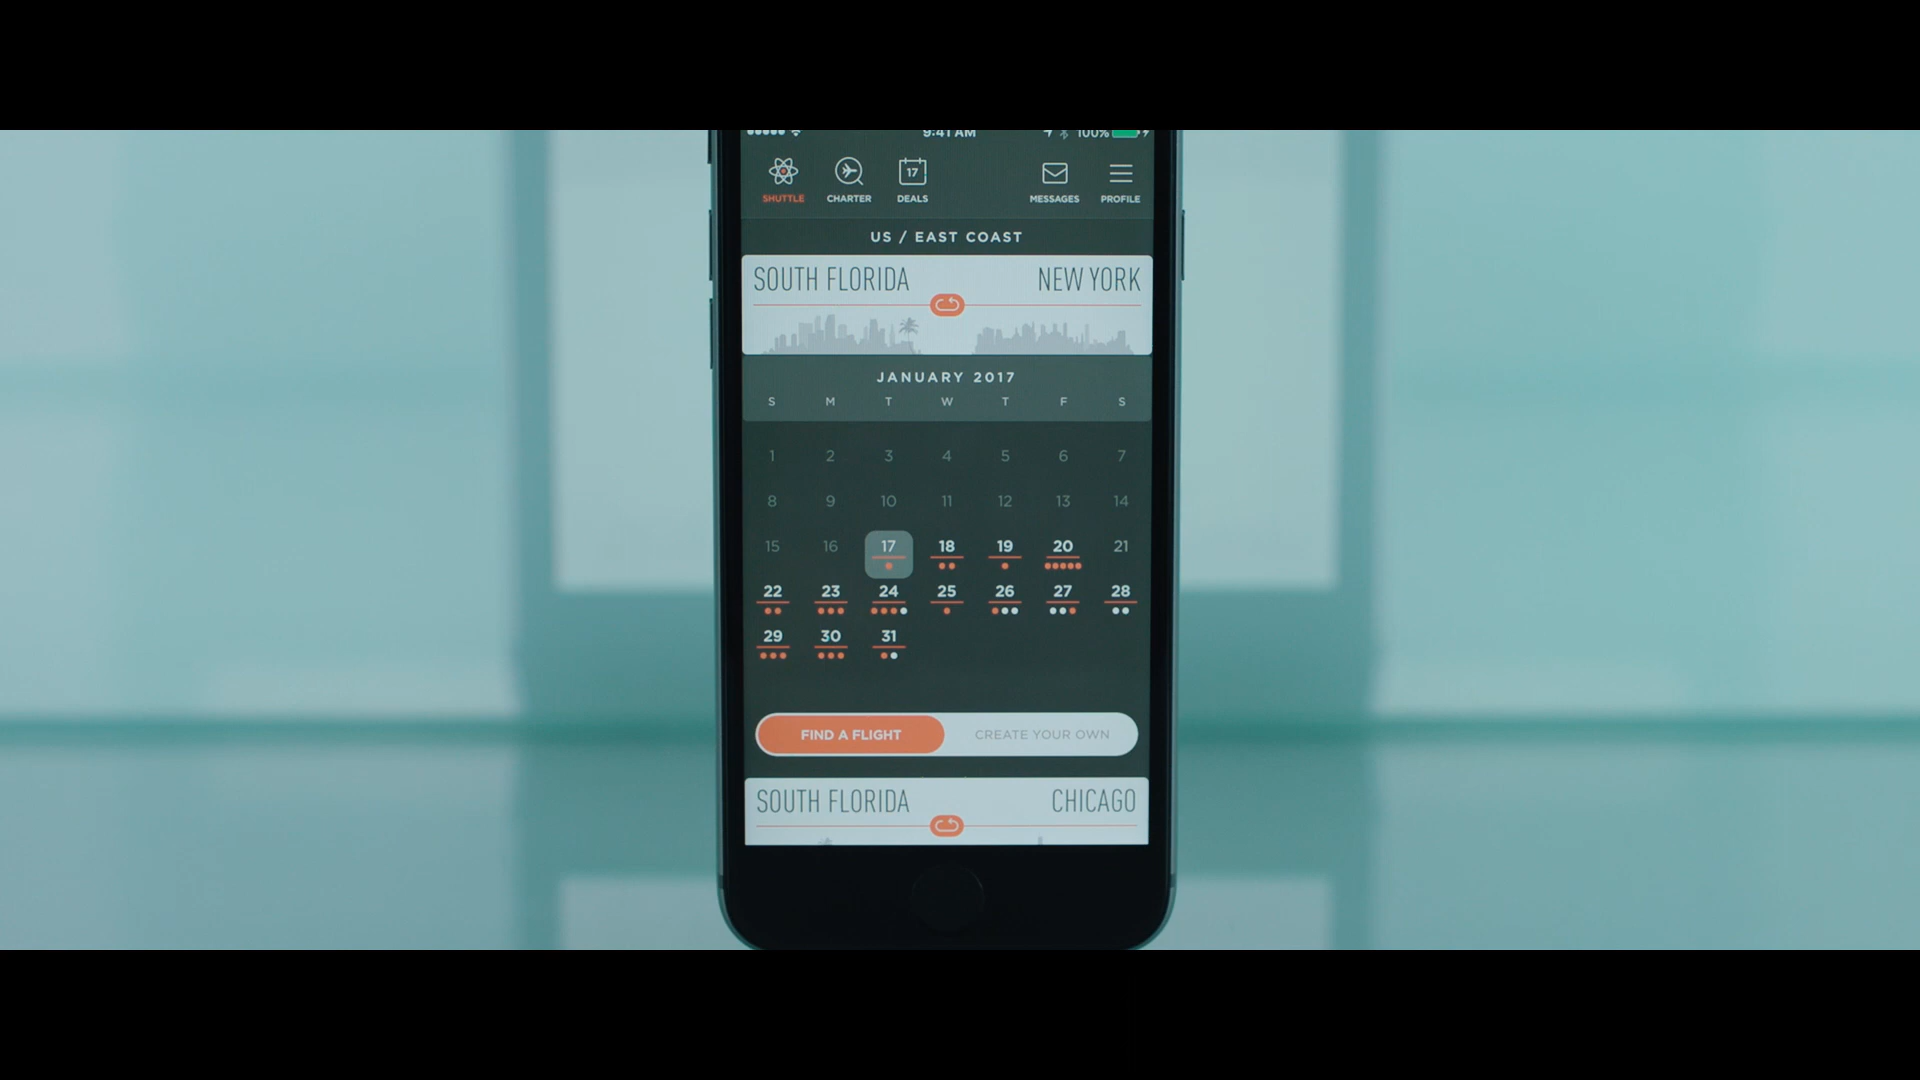 9:41 AM 100%
17
SHUTTLE CHARTER DEALS MESSAGES PROFILE
US / EAST COAST
SOUTH FLORIDA NEW YORK
JANUARY 2017
S M T W T F S
1 2 3 4 5 6 7
8 9 10 11 12 13 14
15 16 17 18 19 20 21
22 23 24 25 26 27 28
29 30 31
FIND A FLIGHT CREATE YOUR OWN
SOUTH FLORIDA CHICAGO